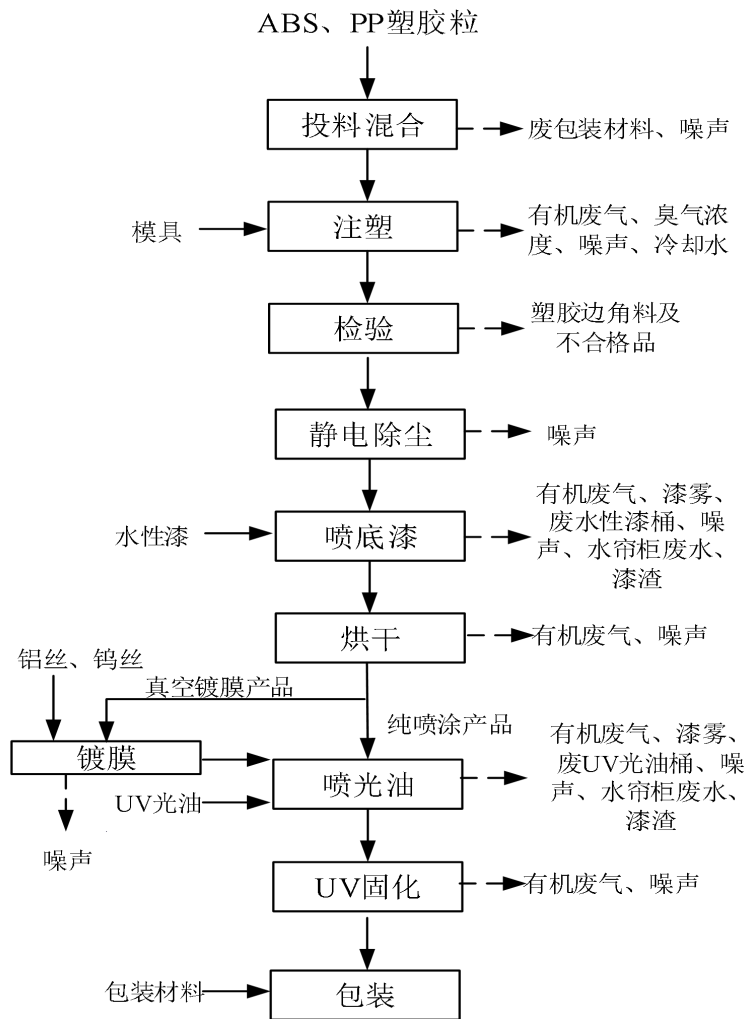 ABS、PP塑胶粒
投料混合
废包装材料、噪声
模具
注塑
有机废气、臭气浓
度、噪声、冷却水
检验
塑胶边角料及
不合格品
静电除尘
噪声
水性漆
喷底漆
有机废气、漆雾、
废水性漆桶、噪
声、水帘柜废水、
漆渣
烘干
有机废气、噪声
铝丝、钨丝
真空镀膜产品
纯喷涂产品
镀膜
噪声
UV光油
喷光油
有机废气、漆雾、
废UV光油桶、噪
声、水帘柜废水、
漆渣
UV固化
有机废气、噪声
包装材料
包装